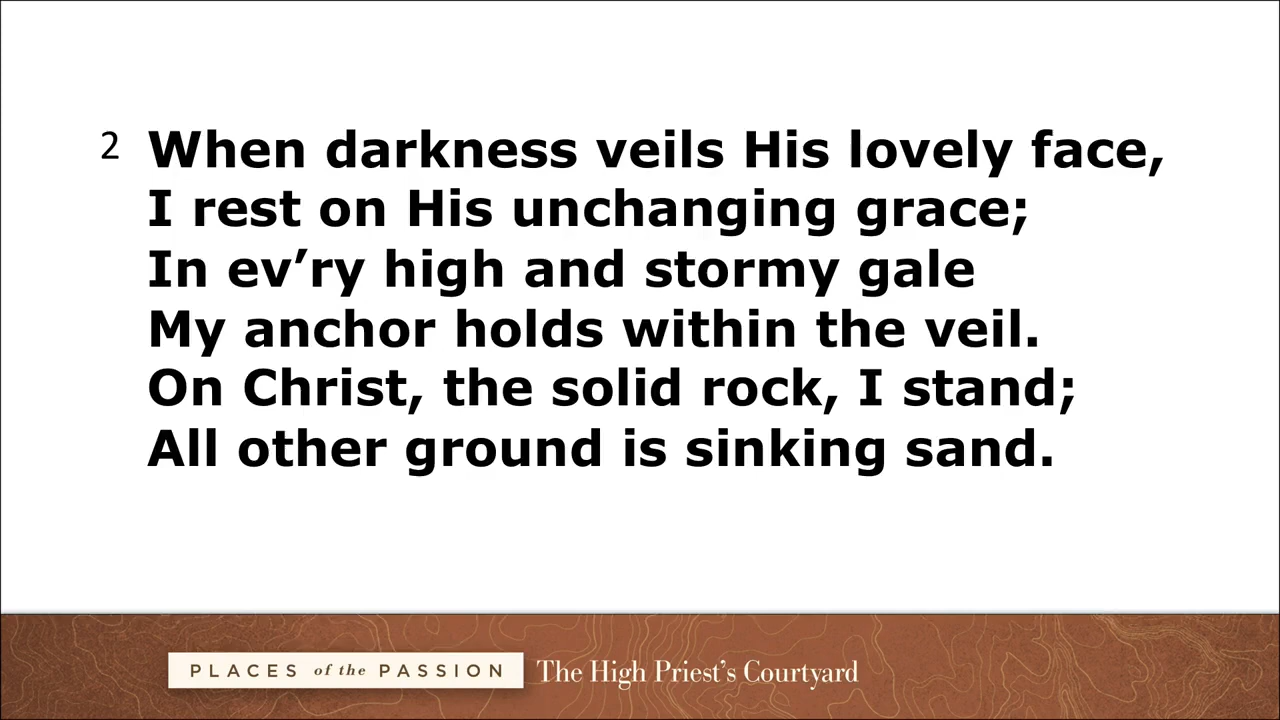 2 When darkness veils His lovely face,
I rest on His unchanging grace;
In ev’ry high and stormy gale
My anchor holds within the veil.
On Christ, the solid rock, I stand;
All other ground is sinking sand.
PLACES of the PASSION The High Priest’s Courtyard